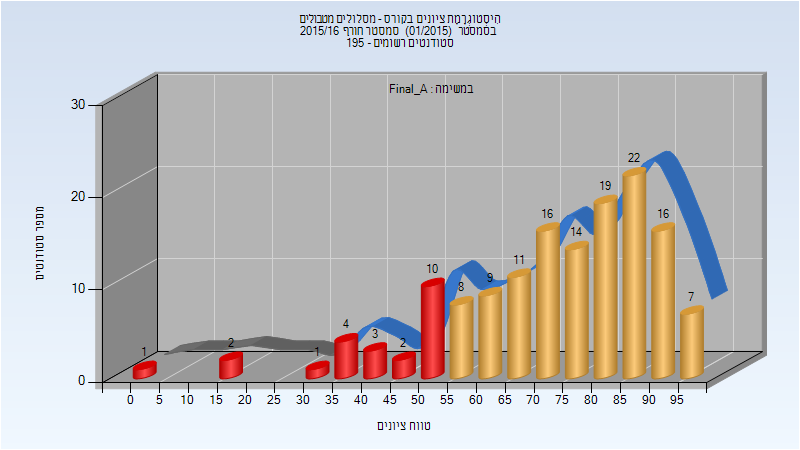 היסטוגרמת ציונים בקורס - מסלולים מטבוליים
בסמסטר (01/2015) סמסטר חורף 2015/16
סטודנטים רשומים - 195
במשימה : Final_A
מספר סטודנטים
30
20
10
0
1
2
1
4
3
2
10
8
9
11
16
14
19
22
16
7
0 5 10 15 20 25 30 35 40 45 50 55 60 65 70 75 80 85 90 95
טווח ציונים